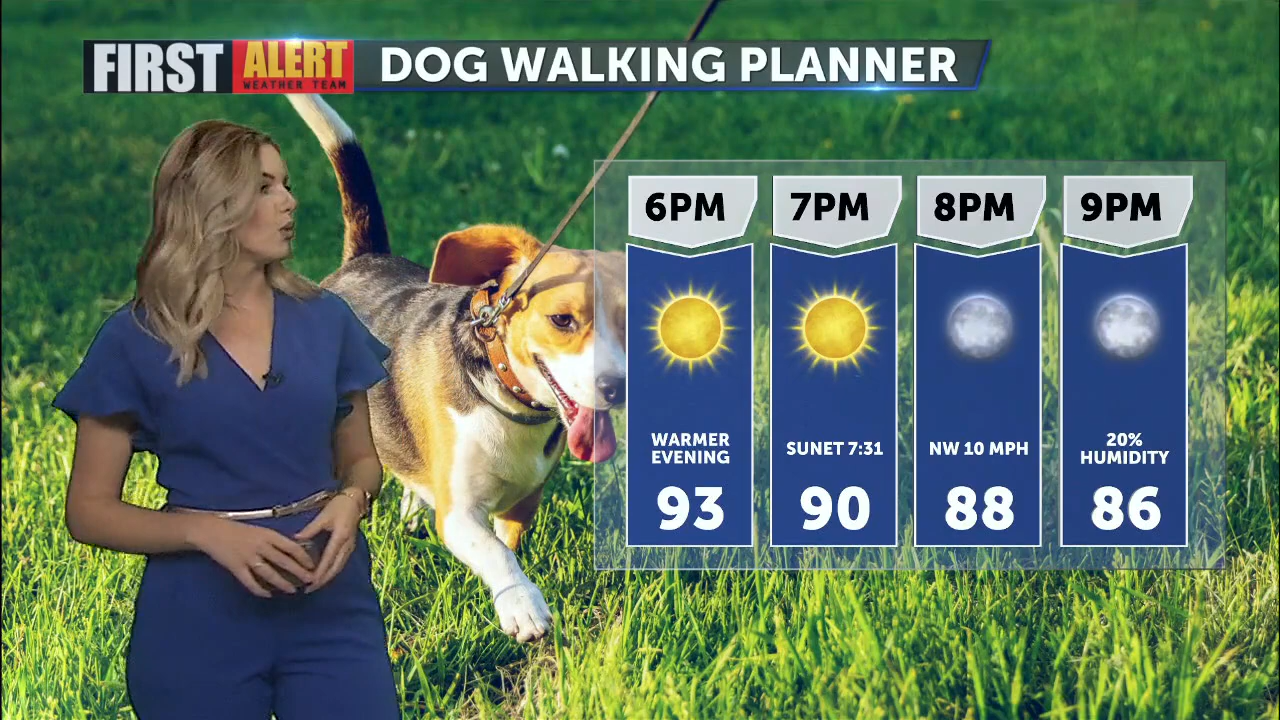 FIRST ALERT
WEATHER TEAM
DOG WALKING PLANNER
6PM
WARMER
EVENING
93
7PM
SUNET 7:31
90
8PM
NW 10 MPH
88
9PM
20%
HUMIDITY
86